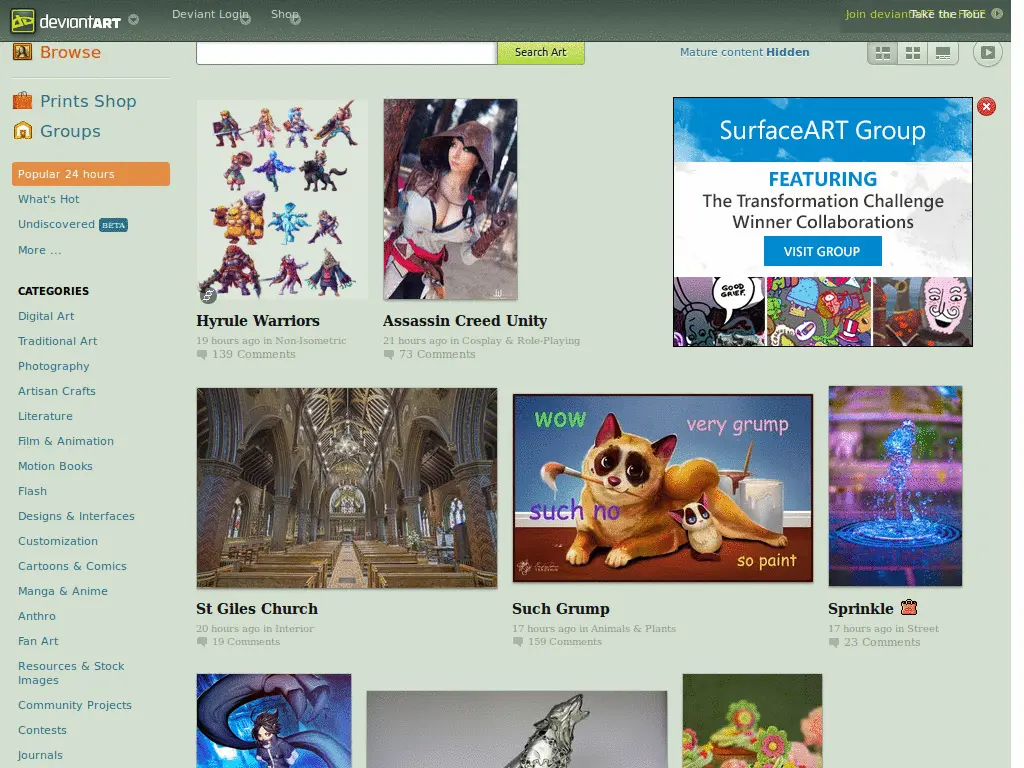 deviantART
Deviant Login
Shop
Join deviantART for FREE
Take the Tour
Browse
Search Art
Mature content Hidden
Prints Shop
Groups
Popular 24 hours
What's Hot
Undiscovered BETA
More ...
CATEGORIES
Digital Art
Traditional Art
Photography
Artisan Crafts
Literature
Film & Animation
Motion Books
Flash
Designs & Interfaces
Customization
Cartoons & Comics
Manga & Anime
Anthro
Fan Art
Resources & Stock
Images
Community Projects
Contests
Journals
Hyrule Warriors
19 hours ago in Non-Isometric
139 Comments
Assassin Creed Unity
21 hours ago in Cosplay & Role-Playing
73 Comments
SurfaceART Group
FEATURING
The Transformation Challenge
Winner Collaborations
VISIT GROUP
GOOD
GRIEF.
St Giles Church
20 hours ago in Interior
19 Comments
wow
very grump
such no
so paint
Such Grump
17 hours ago in Animals & Plants
159 Comments
Sprinkle
17 hours ago in Street
23 Comments